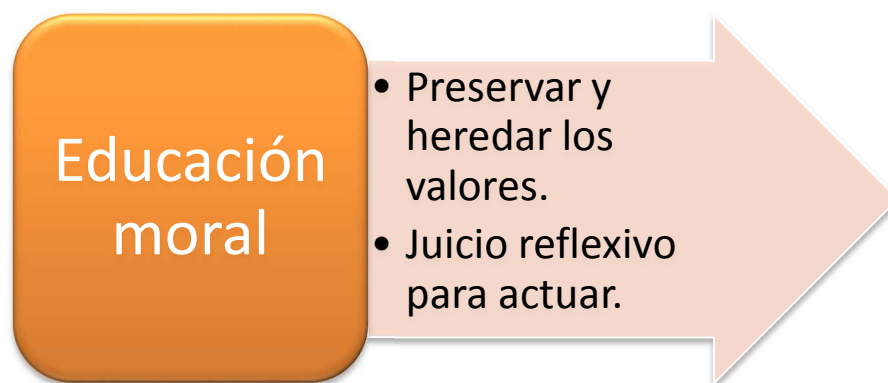 Educación
moral
• Preservar y
heredar los
valores.
• Juicio reflexivo
para actuar.